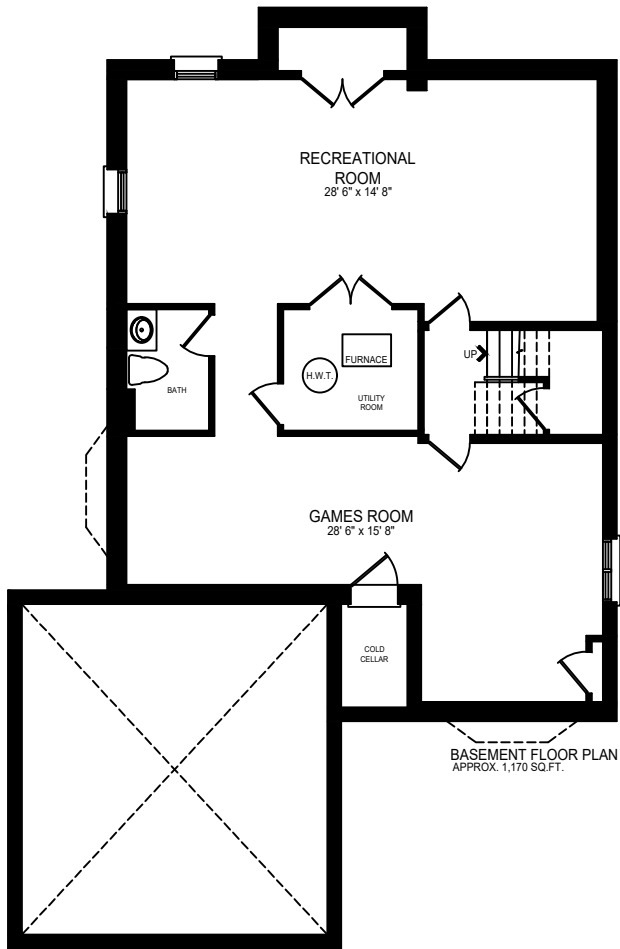 RECREATIONAL
ROOM
28' 6" x 14' 8"
UP
FURNACE
H.W.T.
BATH
UTILITY
ROOM
GAMES ROOM
28' 6" x 15' 8"
COLD
CELLAR
BASEMENT FLOOR PLAN
APPROX. 1,170 SQ.FT.